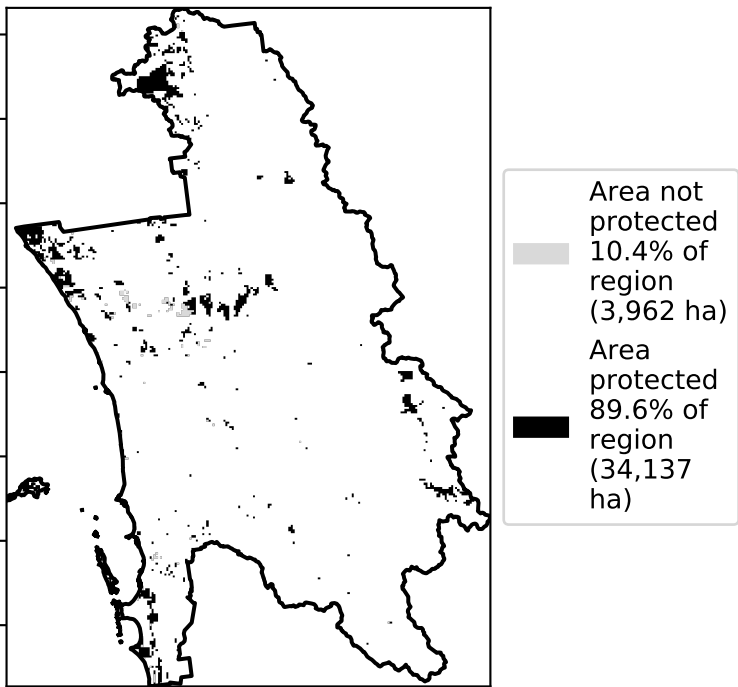 Area not
protected
10.4% of
region
(3,962 ha)
Area
protected
89.6% of
region
(34,137
ha)